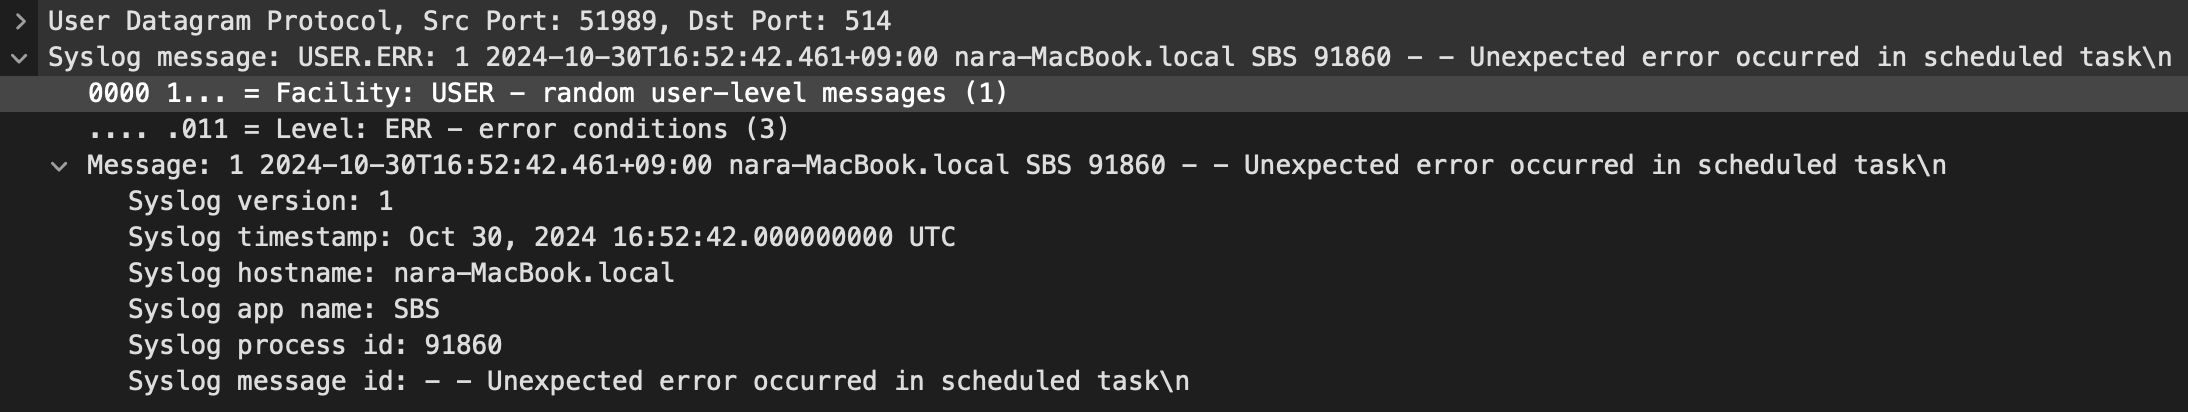 User Datagram Protocol, Src Port: 51989, Dst Port: 514
Syslog message: USER.ERR: 1 2024-10-30T16:52:42.461+09:00 nara-MacBook.local SBS 91860 - - Unexpected error occurred in scheduled task\n
0000 1... = Facility: USER - random user-level messages (1)
.... .011 = Level: ERR - error conditions (3)
Message: 1 2024-10-30T16:52:42.461+09:00 nara-MacBook.local SBS 91860 - - Unexpected error occurred in scheduled task\n
Syslog version: 1
Syslog timestamp: Oct 30, 2024 16:52:42.000000000 UTC
Syslog hostname: nara-MacBook.local
Syslog app name: SBS
Syslog process id: 91860
Syslog message id: - - Unexpected error occurred in scheduled task\n